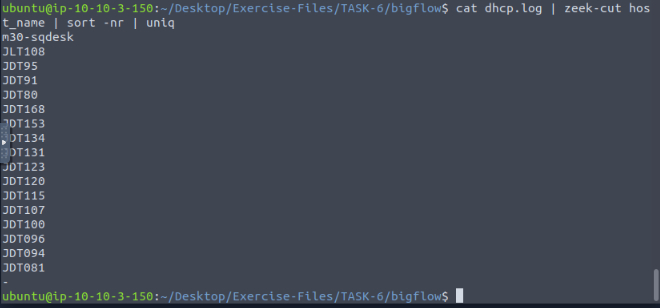 ubuntu@ip-10-10-3-150:~/Desktop/Exercise-Files/TASK-6/bigflow$ cat dhcp.log | zeek-cut hos
t_name | sort -nr | uniq
m30-sqdesk
JLT108
JDT95
JDT91
JDT80
JDT168
JDT153
JDT134
JDT131
JDT123
JDT120
JDT115
JDT107
JDT100
JDT096
JDT094
JDT081
-
ubuntu@ip-10-10-3-150:~/Desktop/Exercise-Files/TASK-6/bigflow$